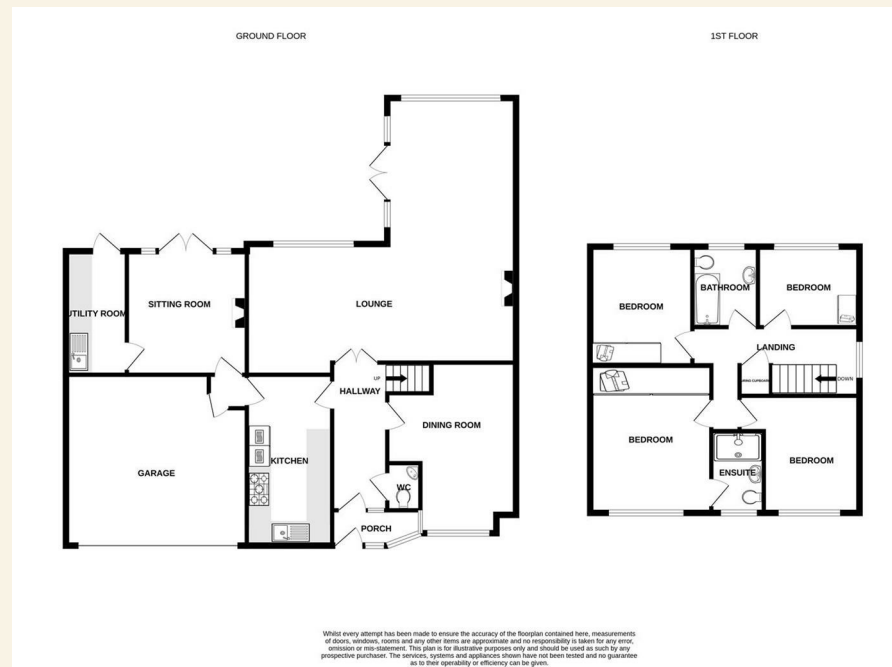 GROUND FLOOR
1ST FLOOR
UTILITY ROOM
SITTING ROOM
LOUNGE
UP
HALLWAY
DINING ROOM
GARAGE
KITCHEN
WC
PORCH
BEDROOM
BATHROOM
BEDROOM
LANDING
CUPBOARD
DOWN
BEDROOM
ENSUITE
BEDROOM
Whilst every attempt has been made to ensure the accuracy of the floorplan contained here, measurements
of doors, windows, rooms and any other items are approximate and no responsibility is taken for any error,
omission or mis-statement. This plan is for illustrative purposes only and should be used as such by any
prospective purchaser. The services, systems and appliances shown have not been tested and no guarantee
as to their operability or efficiency can be given.